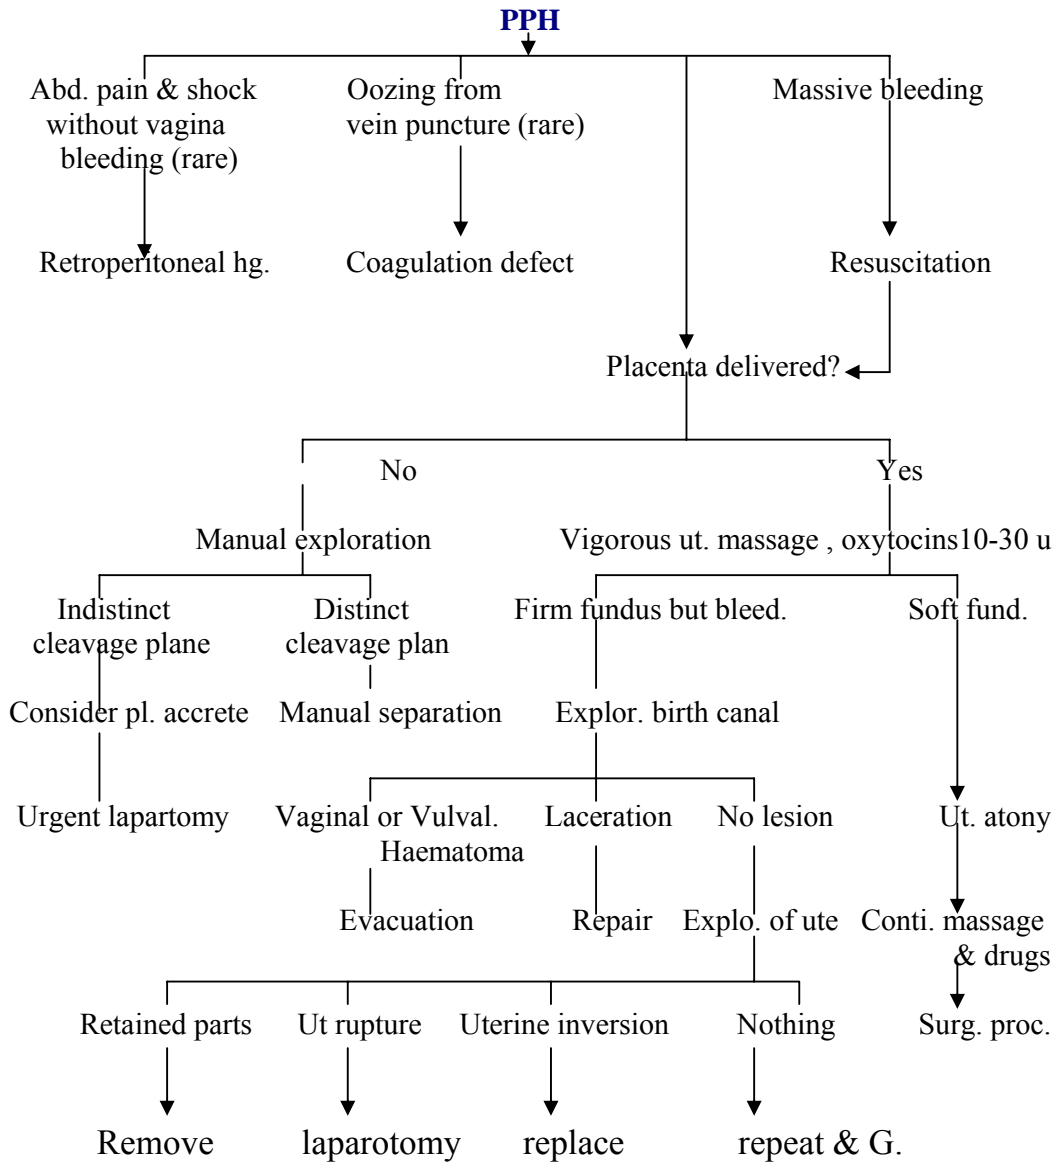 PPH
Abd. pain & shock
without vagina
bleeding (rare)
Oozing from
vein puncture (rare)
Massive bleeding
Retroperitoneal hg.
Coagulation defect
Resuscitation
Placenta delivered?
No
Yes
Manual exploration
Vigorous ut. massage , oxytocins10-30 u
Indistinct
cleavage plane
Distinct
cleavage plan
Firm fundus but bleed.
Soft fund.
Consider pl. accrete
Manual separation
Explor. birth canal
Urgent lapartomy
Vaginal or Vulval.
Haematoma
Laceration
No lesion
Ut. atony
Evacuation
Repair
Explo. of ute
Conti. massage
& drugs
Retained parts
Ut rupture
Uterine inversion
Nothing
Surg. proc.
Remove
laparotomy
replace
repeat & G.